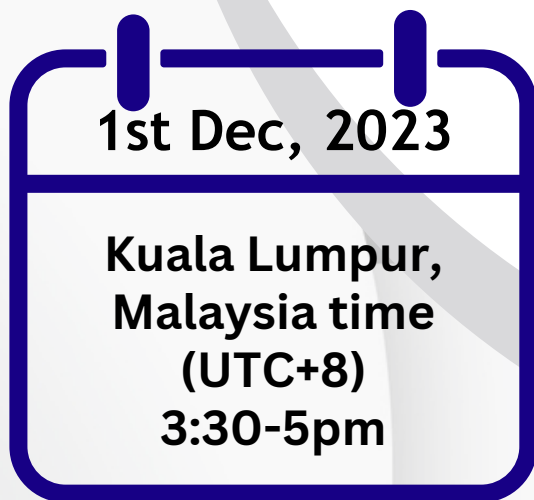 1st Dec, 2023
Kuala Lumpur,
Malaysia time
(UTC+8)
3:30-5pm